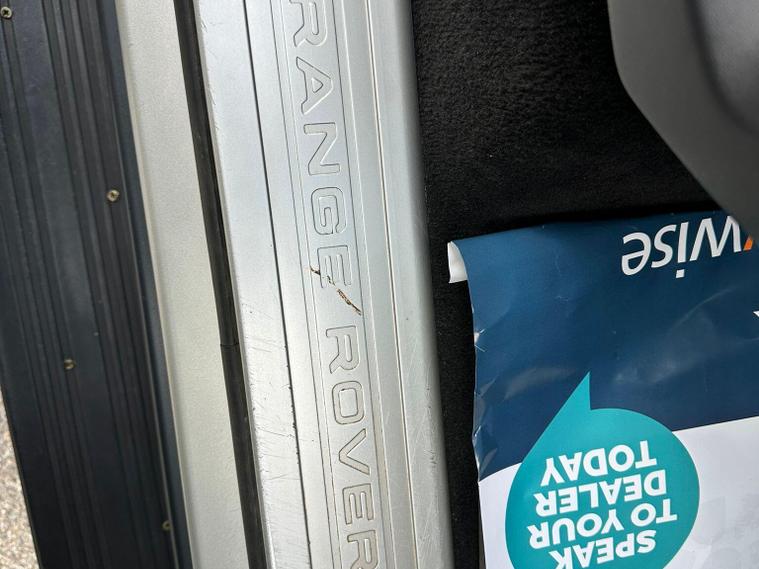 RANGE ROVER
wise
SPEAK
TO YOUR
DEALER
TODAY